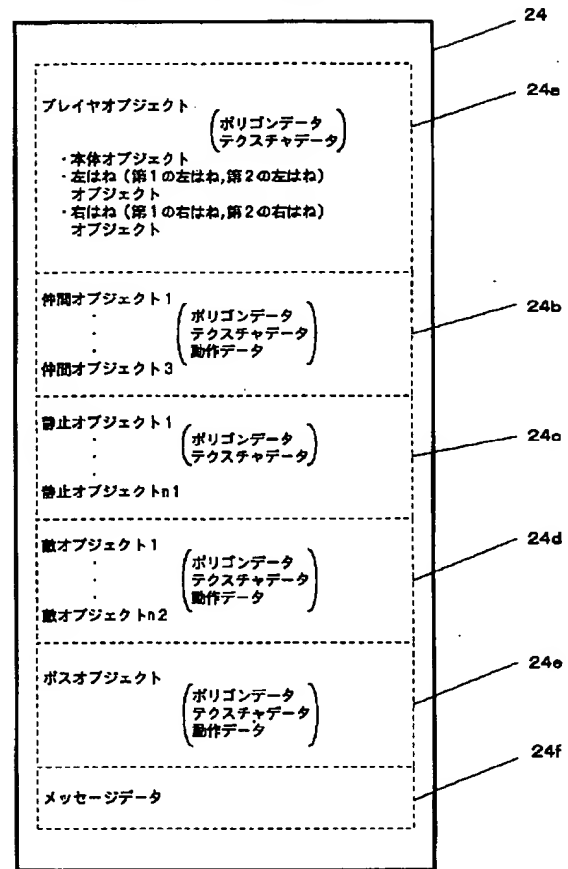 24
24a
プレイヤオブジェクト
ポリゴンデータ
テクスチャデータ
・本体オブジェクト
・左はね(第1の左はね,第2の左はね)
オブジェクト
・右はね(第1の右はね,第2の右はね)
オブジェクト
仲間オブジェクト1
24b
ポリゴンデータ
テクスチャデータ
動作データ
仲間オブジェクト3
静止オブジェクト1
24c
ポリゴンデータ
テクスチャデータ
静止オブジェクトn1
敵オブジェクト1
24d
ポリゴンデータ
テクスチャデータ
動作データ
敵オブジェクトn2
ボスオブジェクト
24e
ポリゴンデータ
テクスチャデータ
動作データ
24f
メッセージデータ